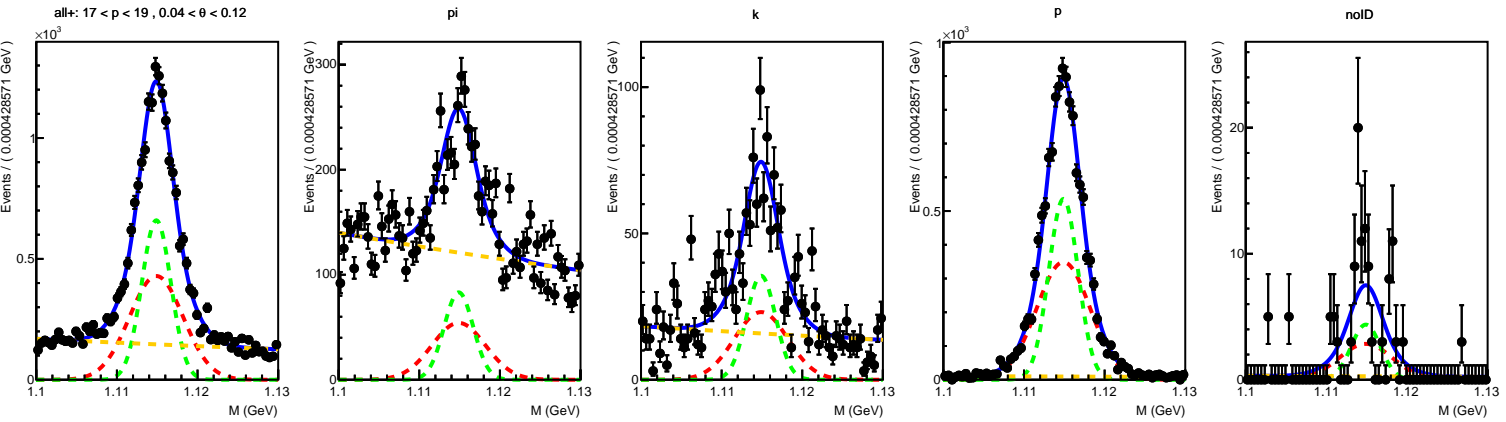 all+: 17 < p < 19 , 0.04 < θ < 0.12
×10³
Events / ( 0.000428571 GeV )
1
0.5
0
1.1 1.11 1.12 1.13
M (GeV)
pi
Events / ( 0.000428571 GeV )
300
200
100
0
1.1 1.11 1.12 1.13
M (GeV)
k
Events / ( 0.000428571 GeV )
100
50
0
1.1 1.11 1.12 1.13
M (GeV)
p
×10³
Events / ( 0.000428571 GeV )
1
0.5
0
1.1 1.11 1.12 1.13
M (GeV)
noID
Events / ( 0.000428571 GeV )
20
10
0
1.1 1.11 1.12 1.13
M (GeV)